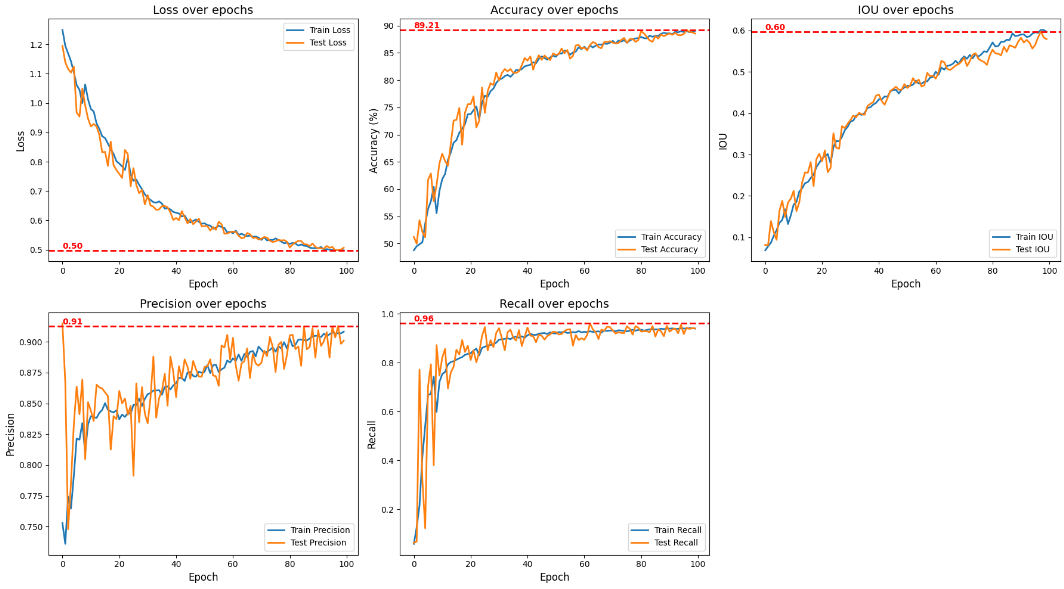 Loss over epochs
1.2
1.1
1.0
0.9
0.8
0.7
0.6
0.5
Loss
0.50
Train Loss
Test Loss
0
20
40
60
80
100
Epoch
Accuracy over epochs
90
85
80
75
70
65
60
55
50
Accuracy (%)
89.21
Train Accuracy
Test Accuracy
0
20
40
60
80
100
Epoch
IOU over epochs
0.6
0.5
0.4
0.3
0.2
0.1
IOU
0.60
Train IOU
Test IOU
0
20
40
60
80
100
Epoch
Precision over epochs
0.900
0.875
0.850
0.825
0.800
0.775
0.750
Precision
0.91
Train Precision
Test Precision
0
20
40
60
80
100
Epoch
Recall over epochs
1.0
0.8
0.6
0.4
0.2
Recall
0.96
Train Recall
Test Recall
0
20
40
60
80
100
Epoch